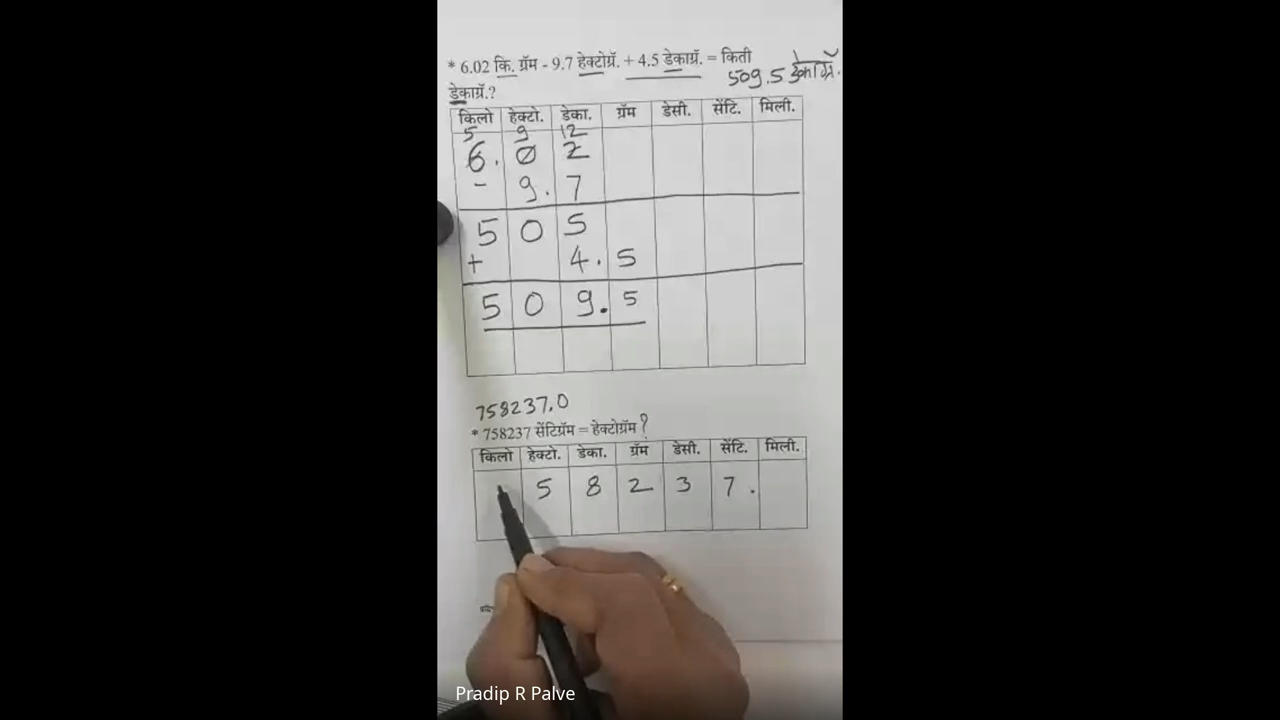 * 6.02 कि. ग्रॅम - 9.7 हेक्टोग्रॅ. + 4.5 डेकाग्रॅ. = किती
509.5 डेकाग्रॅ.
डेकाग्रॅ.?
किलो हेक्टो. डेका. ग्रॅम डेसी. सेंटि. मिली.
5 9 12
6. 0 2
- 9. 7
5 0 5
+ 4. 5
5 0 9. 5
758237.0
* 758237 सेंटिग्रॅम = हेक्टोग्रॅम ?
किलो हेक्टो. डेका. ग्रॅम डेसी. सेंटि. मिली.
5 8 2 3 7 .
Pradip R Palve